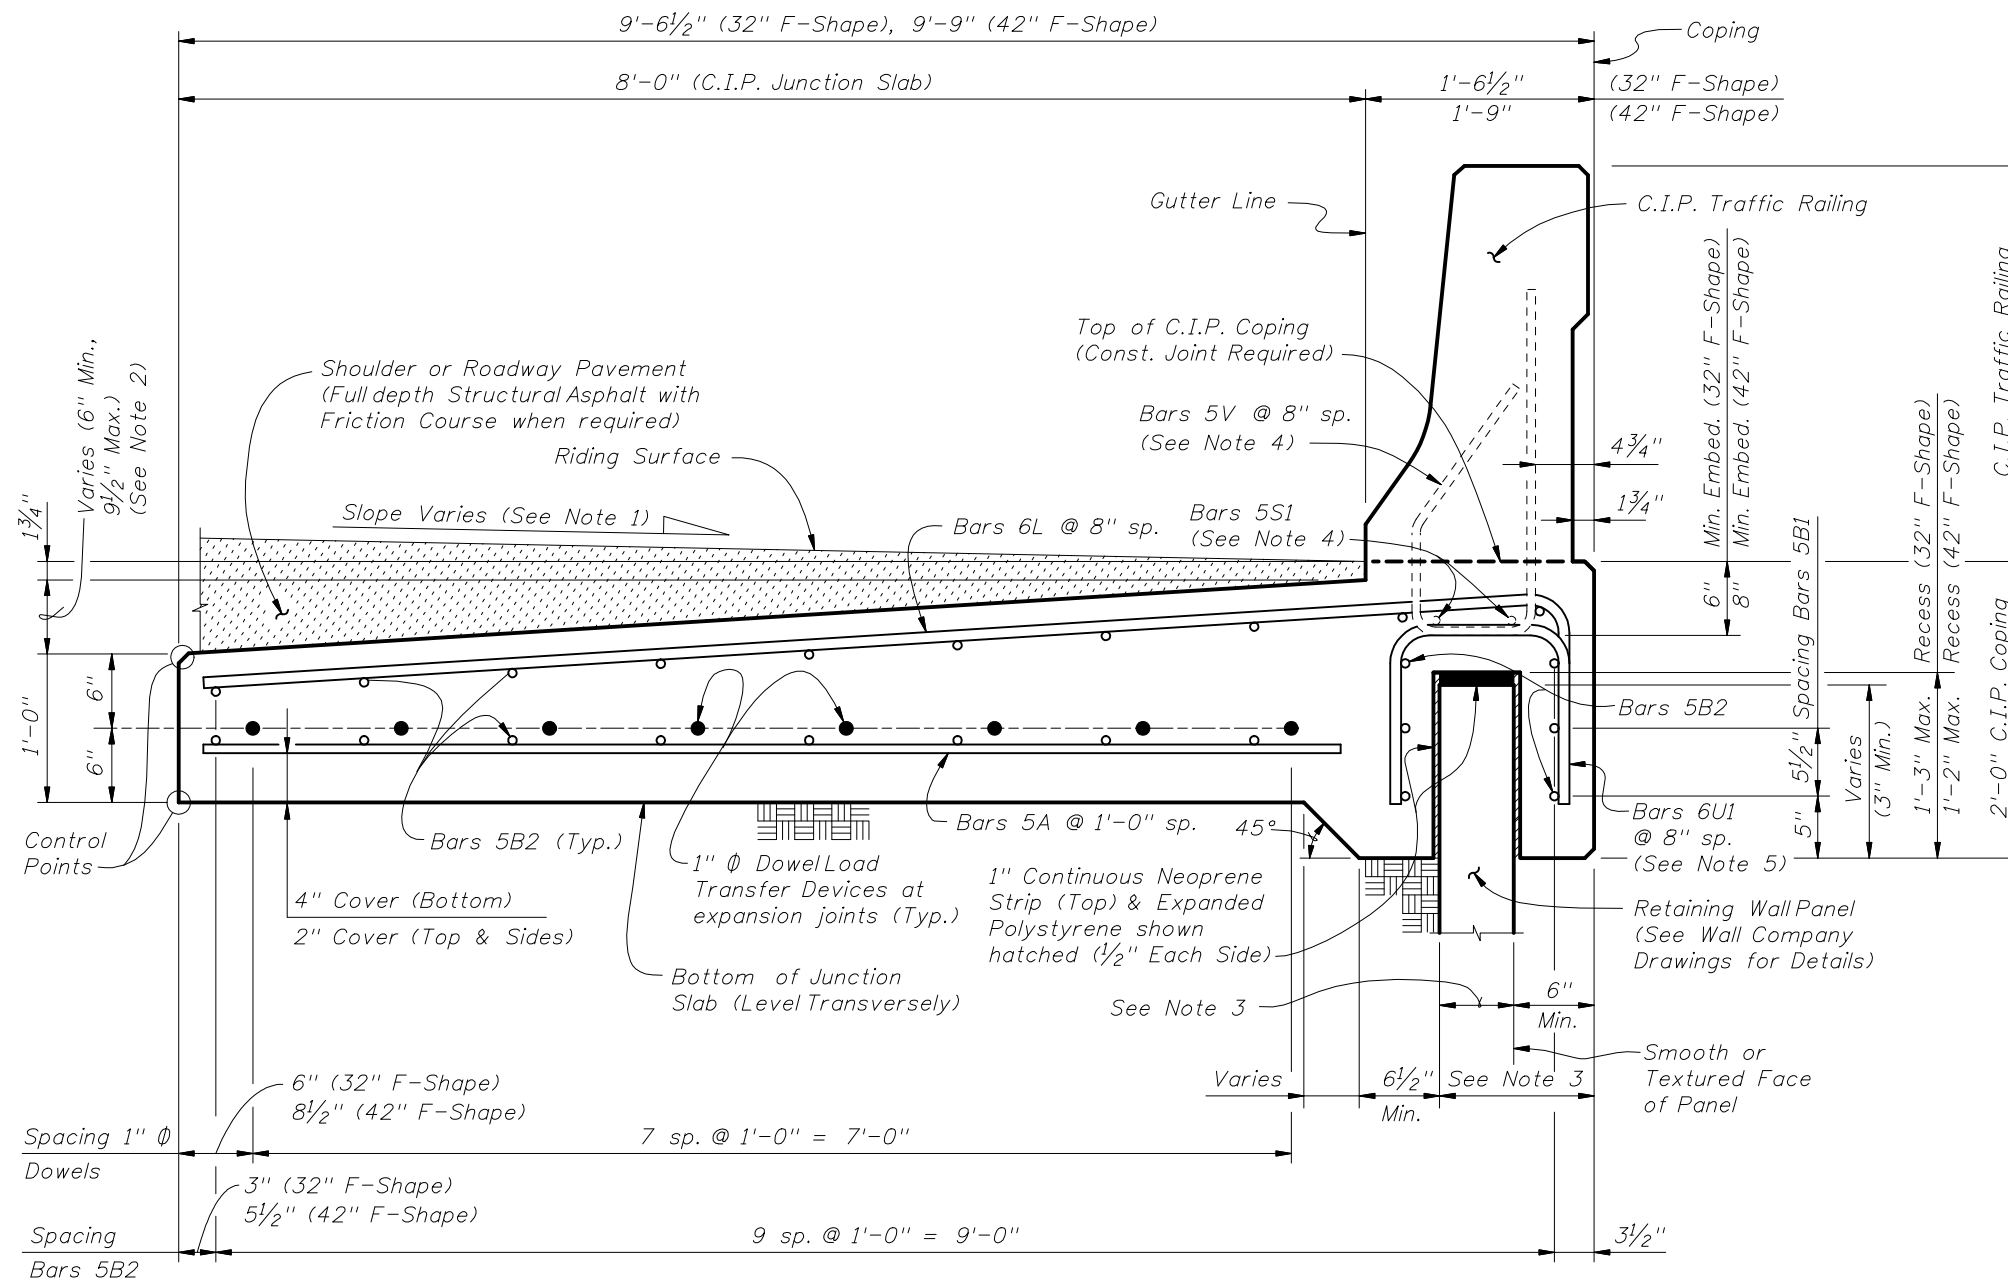 9'-6½" (32" F-Shape), 9'-9" (42" F-Shape)
Coping
8'-0" (C.I.P. Junction Slab)
1'-6½"
(32" F-Shape)
1'-9"
(42" F-Shape)
Gutter Line
C.I.P. Traffic Railing
C.I.P. Traffic Railing
Top of C.I.P. Coping
(Const. Joint Required)
Min. Embed. (32" F-Shape)
Min. Embed. (42" F-Shape)
6"
8"
Shoulder or Roadway Pavement
(Full depth Structural Asphalt with
Friction Course when required)
Riding Surface
Varies (6" Min.,
9½" Max.)
(See Note 2)
1¾"
Bars 5V @ 8" sp.
(See Note 4)
4¾"
1¾"
Slope Varies (See Note 1)
Bars 6L @ 8" sp.
Bars 5S1
(See Note 4)
1'-0"
6"
6"
Bars 5B2
5½" Spacing Bars 5B1
5"
Varies
(3" Min.)
1'-3" Max. Recess (32" F-Shape)
1'-2" Max. Recess (42" F-Shape)
2'-0" C.I.P. Coping
Control
Points
Bars 5B2 (Typ.)
Bars 5A @ 1'-0" sp.
45°
Bars 6U1
@ 8" sp.
(See Note 5)
1" ϕ Dowel Load
Transfer Devices at
expansion joints (Typ.)
4" Cover (Bottom)
2" Cover (Top & Sides)
1" Continuous Neoprene
Strip (Top) & Expanded
Polystyrene shown
hatched (½" Each Side)
Retaining Wall Panel
(See Wall Company
Drawings for Details)
Bottom of Junction
Slab (Level Transversely)
See Note 3
6"
Min.
Smooth or
Textured Face
of Panel
Varies
6½"
Min.
See Note 3
6" (32" F-Shape)
8½" (42" F-Shape)
Spacing 1" ϕ
Dowels
7 sp. @ 1'-0" = 7'-0"
3" (32" F-Shape)
5½" (42" F-Shape)
Spacing
Bars 5B2
9 sp. @ 1'-0" = 9'-0"
3½"